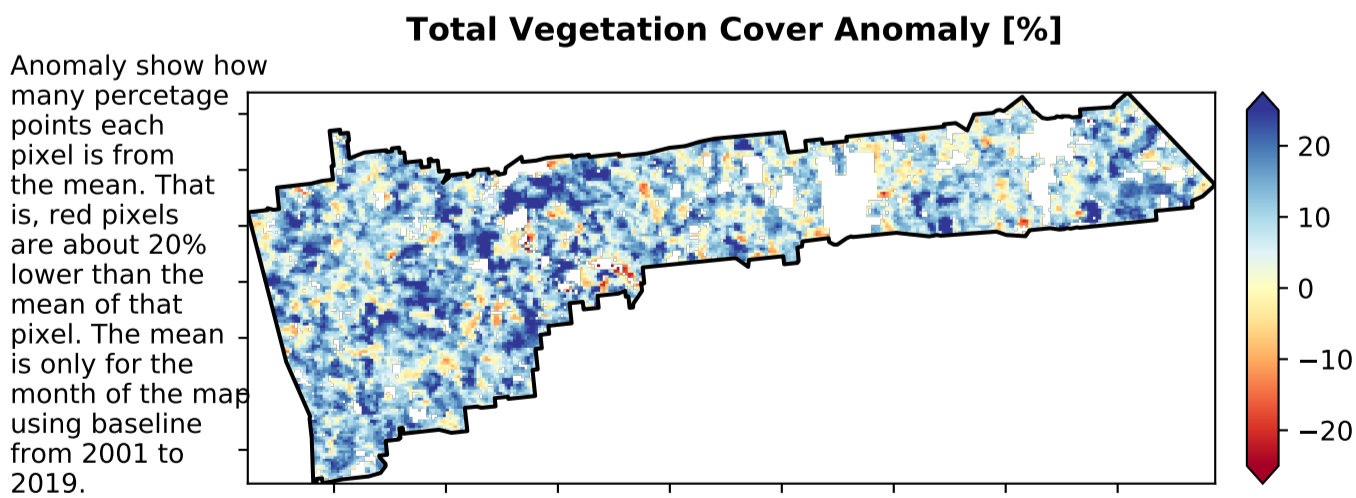 Total Vegetation Cover Anomaly [%]
Anomaly show how
many percetage
points each
pixel is from
the mean. That
is, red pixels
are about 20%
lower than the
mean of that
pixel. The mean
is only for the
month of the map
using baseline
from 2001 to
2019.
20
10
0
−10
−20